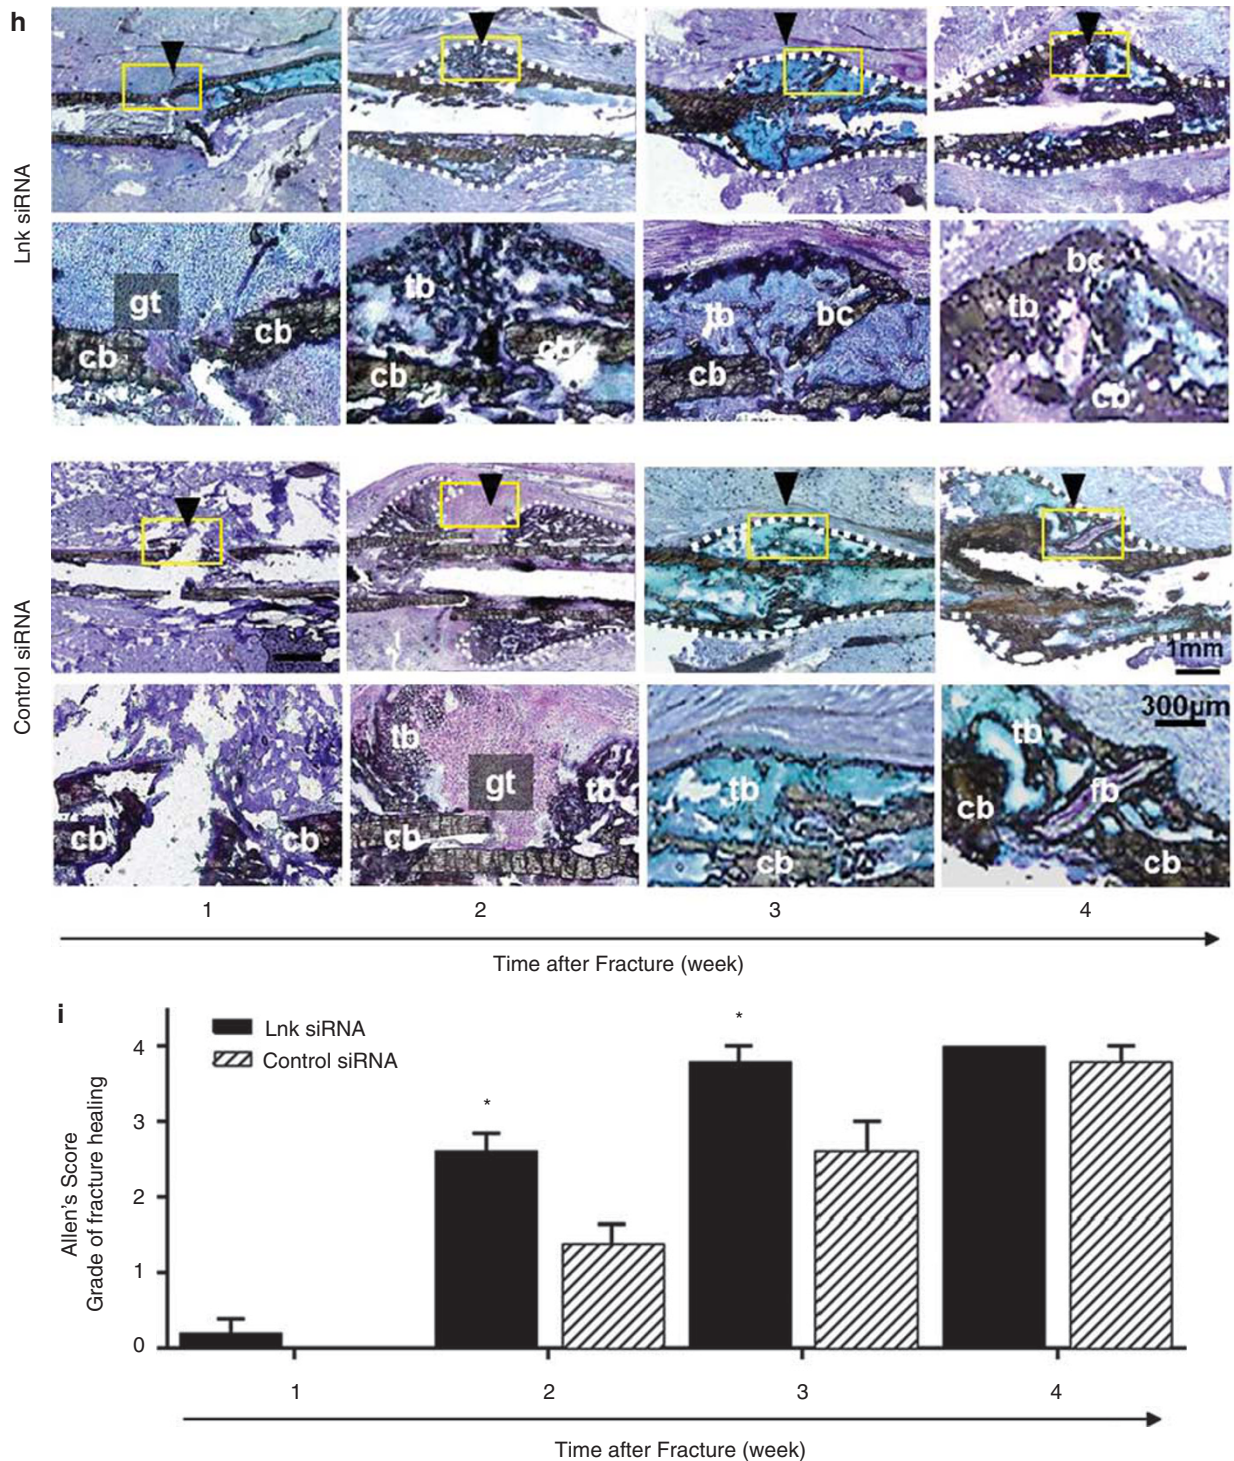 h
Lnk siRNA
gt
cb
cb
tb
cb
cb
tb
bc
cb
bc
tb
cb
Control siRNA
1mm
cb
cb
tb
gt
tb
cb
tb
cb
300µm
tb
fb
cb
cb
1
2
3
4
Time after Fracture (week)
i
Lnk siRNA
Control siRNA
*
*
Allen's Score
Grade of fracture healing
4
3
2
1
0
1
2
3
4
Time after Fracture (week)